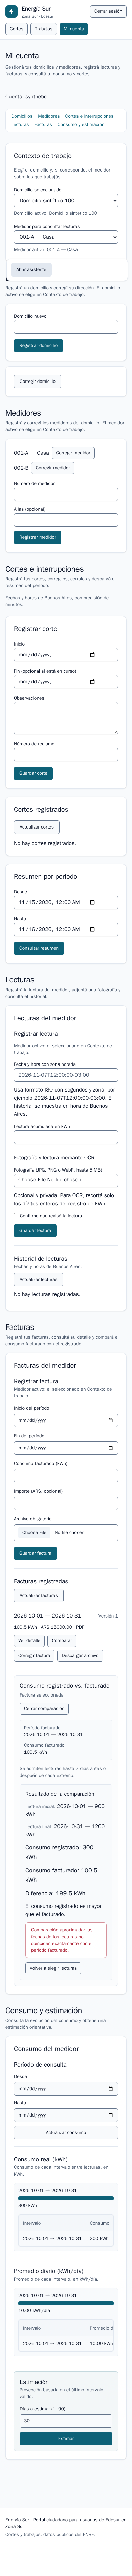 Energía Sur
Zona Sur · Edesur
Cerrar sesión
Cortes
Trabajos
Mi cuenta
Mi cuenta
Gestioná tus domicilios y medidores, registrá lecturas y facturas, y consultá tu consumo y cortes.
Cuenta: synthetic
Domicilios
Medidores
Cortes e interrupciones
Lecturas
Facturas
Consumo y estimación
Contexto de trabajo
Elegí el domicilio y, si corresponde, el medidor sobre los que trabajás.
Domicilio seleccionado
Domicilio sintético 100
Domicilio activo: Domicilio sintético 100
Medidor para consultar lecturas
001-A — Casa
Medidor activo: 001-A — Casa
Abrir asistente
Registrá un domicilio y corregí su dirección. El domicilio activo se elige en Contexto de trabajo.
Domicilio nuevo
Registrar domicilio
Corregir domicilio
Medidores
Registrá y corregí los medidores del domicilio. El medidor activo se elige en Contexto de trabajo.
001-A — Casa
Corregir medidor
002-B
Corregir medidor
Número de medidor
Alias (opcional)
Registrar medidor
Cortes e interrupciones
Registrá tus cortes, corregilos, cerralos y descargá el resumen del período.
Fechas y horas de Buenos Aires, con precisión de minutos.
Registrar corte
Inicio
mm/dd/yyyy, --:-- --
Fin (opcional si está en curso)
mm/dd/yyyy, --:-- --
Observaciones
Número de reclamo
Guardar corte
Cortes registrados
Actualizar cortes
No hay cortes registrados.
Resumen por período
Desde
11/15/2026, 12:00 AM
Hasta
11/16/2026, 12:00 AM
Consultar resumen
Lecturas
Registrá la lectura del medidor, adjuntá una fotografía y consultá el historial.
Lecturas del medidor
Registrar lectura
Medidor activo: el seleccionado en Contexto de trabajo.
Fecha y hora con zona horaria
2026-11-07T12:00:00-03:00
Usá formato ISO con segundos y zona, por ejemplo 2026-11-07T12:00:00-03:00. El historial se muestra en hora de Buenos Aires.
Lectura acumulada en kWh
Fotografía y lectura mediante OCR
Fotografía (JPG, PNG o WebP, hasta 5 MB)
Choose File No file chosen
Opcional y privada. Para OCR, recortá solo los dígitos enteros del registro de kWh.
Confirmo que revisé la lectura
Guardar lectura
Historial de lecturas
Fechas y horas de Buenos Aires.
Actualizar lecturas
No hay lecturas registradas.
Facturas
Registrá tus facturas, consultá su detalle y compará el consumo facturado con el registrado.
Facturas del medidor
Registrar factura
Medidor activo: el seleccionado en Contexto de trabajo.
Inicio del período
mm/dd/yyyy
Fin del período
mm/dd/yyyy
Consumo facturado (kWh)
Importe (ARS, opcional)
Archivo obligatorio
Choose File No file chosen
Guardar factura
Facturas registradas
Actualizar facturas
2026-10-01 — 2026-10-31
Versión 1
100.5 kWh · ARS 15000.00 · PDF
Ver detalle
Comparar
Corregir factura
Descargar archivo
Consumo registrado vs. facturado
Factura seleccionada
Cerrar comparación
Período facturado
2026-10-01 — 2026-10-31
Consumo facturado
100.5 kWh
Se admiten lecturas hasta 7 días antes o después de cada extremo.
Resultado de la comparación
Lectura inicial: 2026-10-01 — 900 kWh
Lectura final: 2026-10-31 — 1200 kWh
Consumo registrado: 300 kWh
Consumo facturado: 100.5 kWh
Diferencia: 199.5 kWh
El consumo registrado es mayor que el facturado.
Comparación aproximada: las fechas de las lecturas no coinciden exactamente con el período facturado.
Volver a elegir lecturas
Consumo y estimación
Consultá la evolución del consumo y obtené una estimación orientativa.
Consumo del medidor
Período de consulta
Desde
mm/dd/yyyy
Hasta
mm/dd/yyyy
Actualizar consumo
Consumo real (kWh)
Consumo de cada intervalo entre lecturas, en kWh.
2026-10-01 → 2026-10-31
300 kWh
Intervalo Consumo
2026-10-01 → 2026-10-31 300 kWh
Promedio diario (kWh/día)
Promedio de cada intervalo, en kWh/día.
2026-10-01 → 2026-10-31
10.00 kWh/día
Intervalo Promedio d
2026-10-01 → 2026-10-31 10.00 kWh
Estimación
Proyección basada en el último intervalo válido.
Días a estimar (1–90)
30
Estimar
Energía Sur · Portal ciudadano para usuarios de Edesur en Zona Sur
Cortes y trabajos: datos públicos del ENRE.